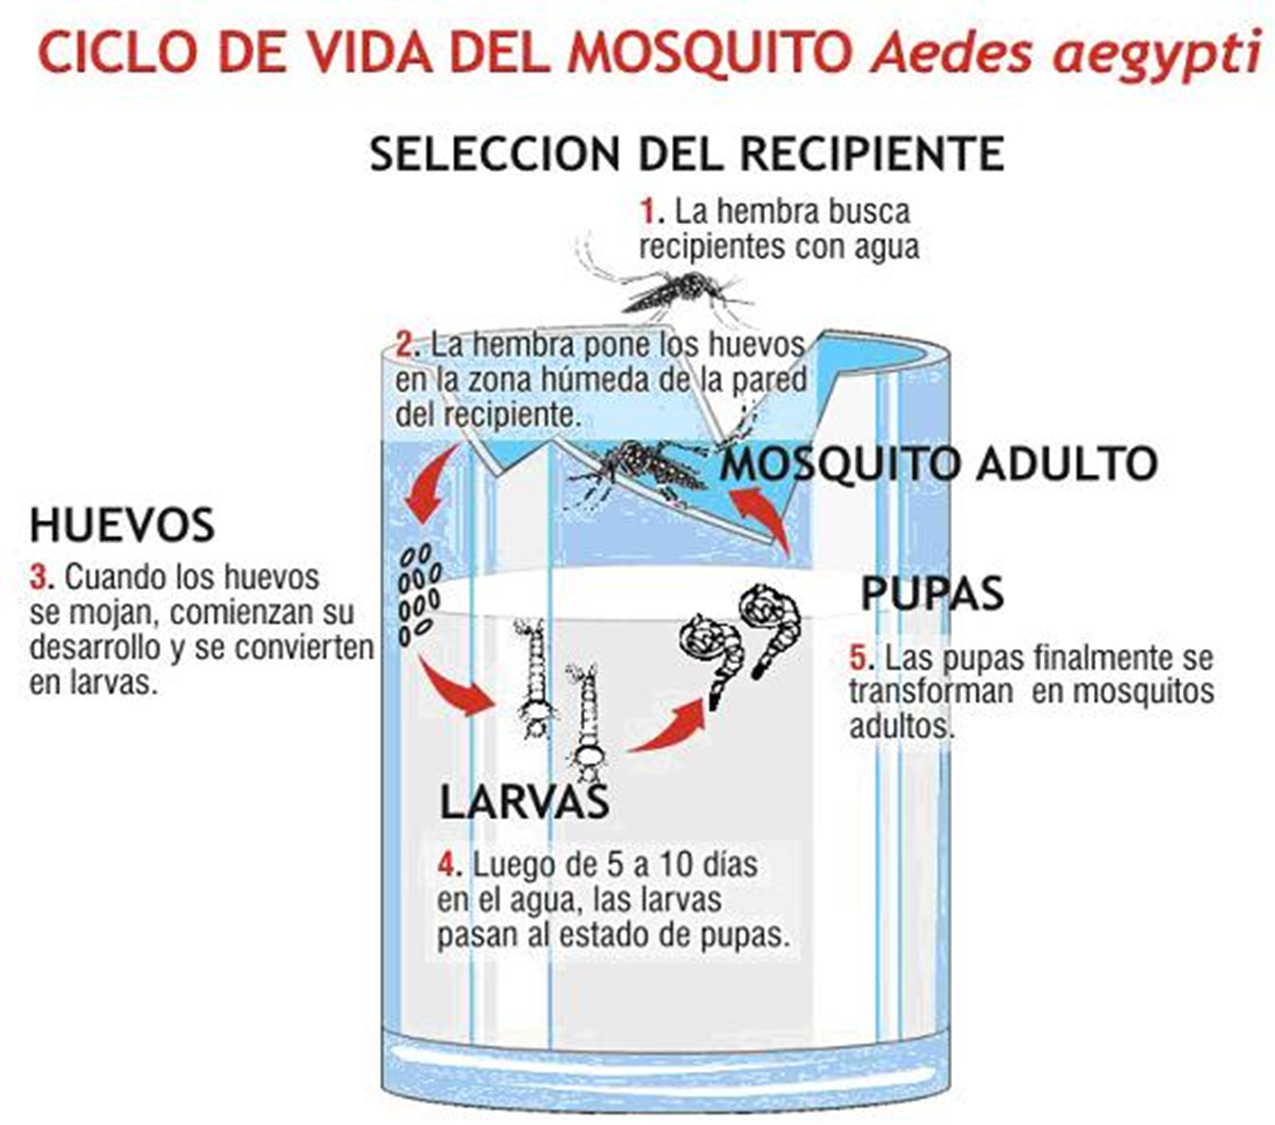 CICLO DE VIDA DEL MOSQUITO Aedes aegypti
SELECCION DEL RECIPIENTE
1. La hembra busca
recipientes con agua
2. La hembra pone los huevos
en la zona húmeda de la pared
del recipiente.
MOSQUITO ADULTO
HUEVOS
3. Cuando los huevos
se mojan, comienzan su
desarrollo y se convierten
en larvas.
PUPAS
5. Las pupas finalmente se
transforman en mosquitos
adultos.
LARVAS
4. Luego de 5 a 10 días
en el agua, las larvas
pasan al estado de pupas.